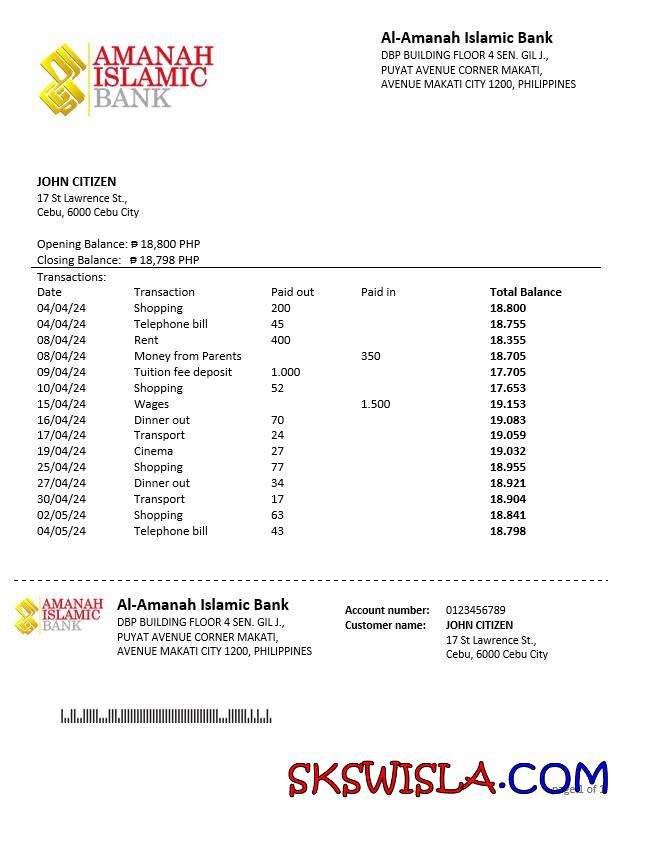 AMANAH
ISLAMIC
BANK
Al-Amanah Islamic Bank
DBP BUILDING FLOOR 4 SEN. GIL J.,
PUYAT AVENUE CORNER MAKATI,
AVENUE MAKATI CITY 1200, PHILIPPINES
JOHN CITIZEN
17 St Lawrence St.,
Cebu, 6000 Cebu City
Opening Balance: ₱ 18,800 PHP
Closing Balance: ₱ 18,798 PHP
Transactions:
Date Transaction Paid out Paid in Total Balance
04/04/24 Shopping 200 18.800
04/04/24 Telephone bill 45 18.755
08/04/24 Rent 400 18.355
08/04/24 Money from Parents 350 18.705
09/04/24 Tuition fee deposit 1.000 17.705
10/04/24 Shopping 52 17.653
15/04/24 Wages 1.500 19.153
16/04/24 Dinner out 70 19.083
17/04/24 Transport 24 19.059
19/04/24 Cinema 27 19.032
25/04/24 Shopping 77 18.955
27/04/24 Dinner out 34 18.921
30/04/24 Transport 17 18.904
02/05/24 Shopping 63 18.841
04/05/24 Telephone bill 43 18.798
AMANAH
ISLAMIC
BANK
Al-Amanah Islamic Bank
DBP BUILDING FLOOR 4 SEN. GIL J.,
PUYAT AVENUE CORNER MAKATI,
AVENUE MAKATI CITY 1200, PHILIPPINES
Account number: 0123456789
Customer name: JOHN CITIZEN
17 St Lawrence St.,
Cebu, 6000 Cebu City
SKSWISLA.COM
page 1 of 1